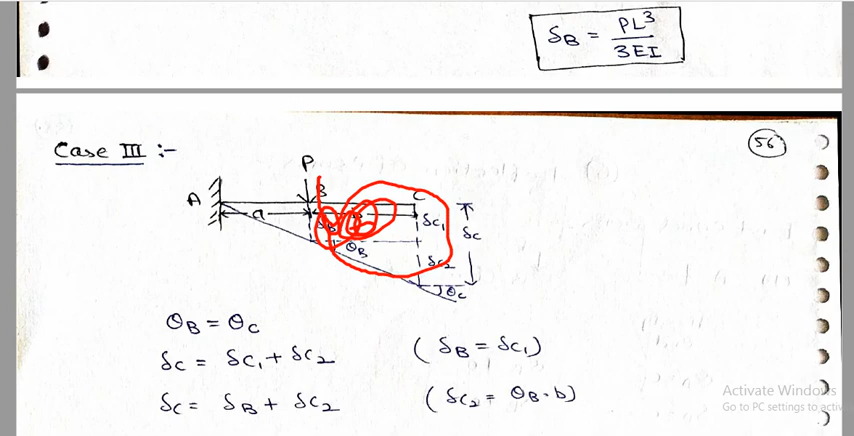 δB = PL³/3EI
56
Case III :-
P
A B C
a b δc₁
δB δc
θB δc₂
θc
θB = θc
δc = δc₁ + δc₂ ( δB = δc₁ )
δc = δB + δc₂ ( δc₂ = θB · b )
Activate Windows
Go to PC settings to activ